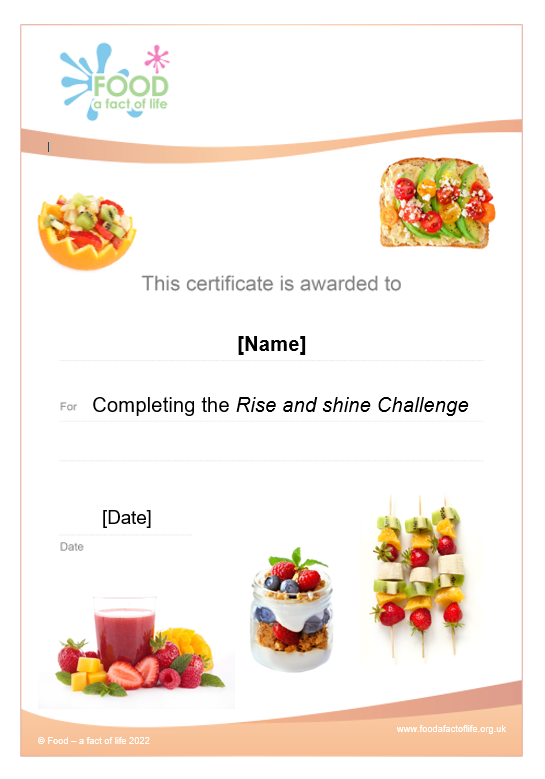 FOOD
a fact of life
This certificate is awarded to
[Name]
For Completing the Rise and shine Challenge
[Date]
Date
www.foodafactoflife.org.uk
© Food – a fact of life 2022